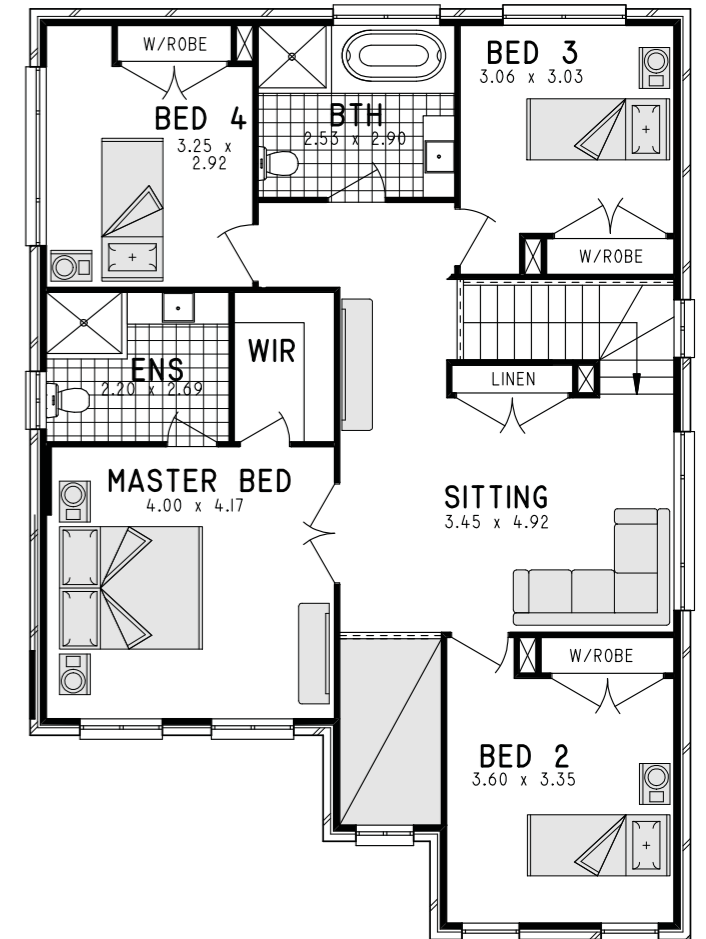 W/ROBE
BED 4
3.25 x
2.92
BTH
2.53 x 2.90
BED 3
3.06 x 3.03
W/ROBE
ENS
2.20 x 2.69
WIR
LINEN
MASTER BED
4.00 x 4.17
SITTING
3.45 x 4.92
W/ROBE
BED 2
3.60 x 3.35